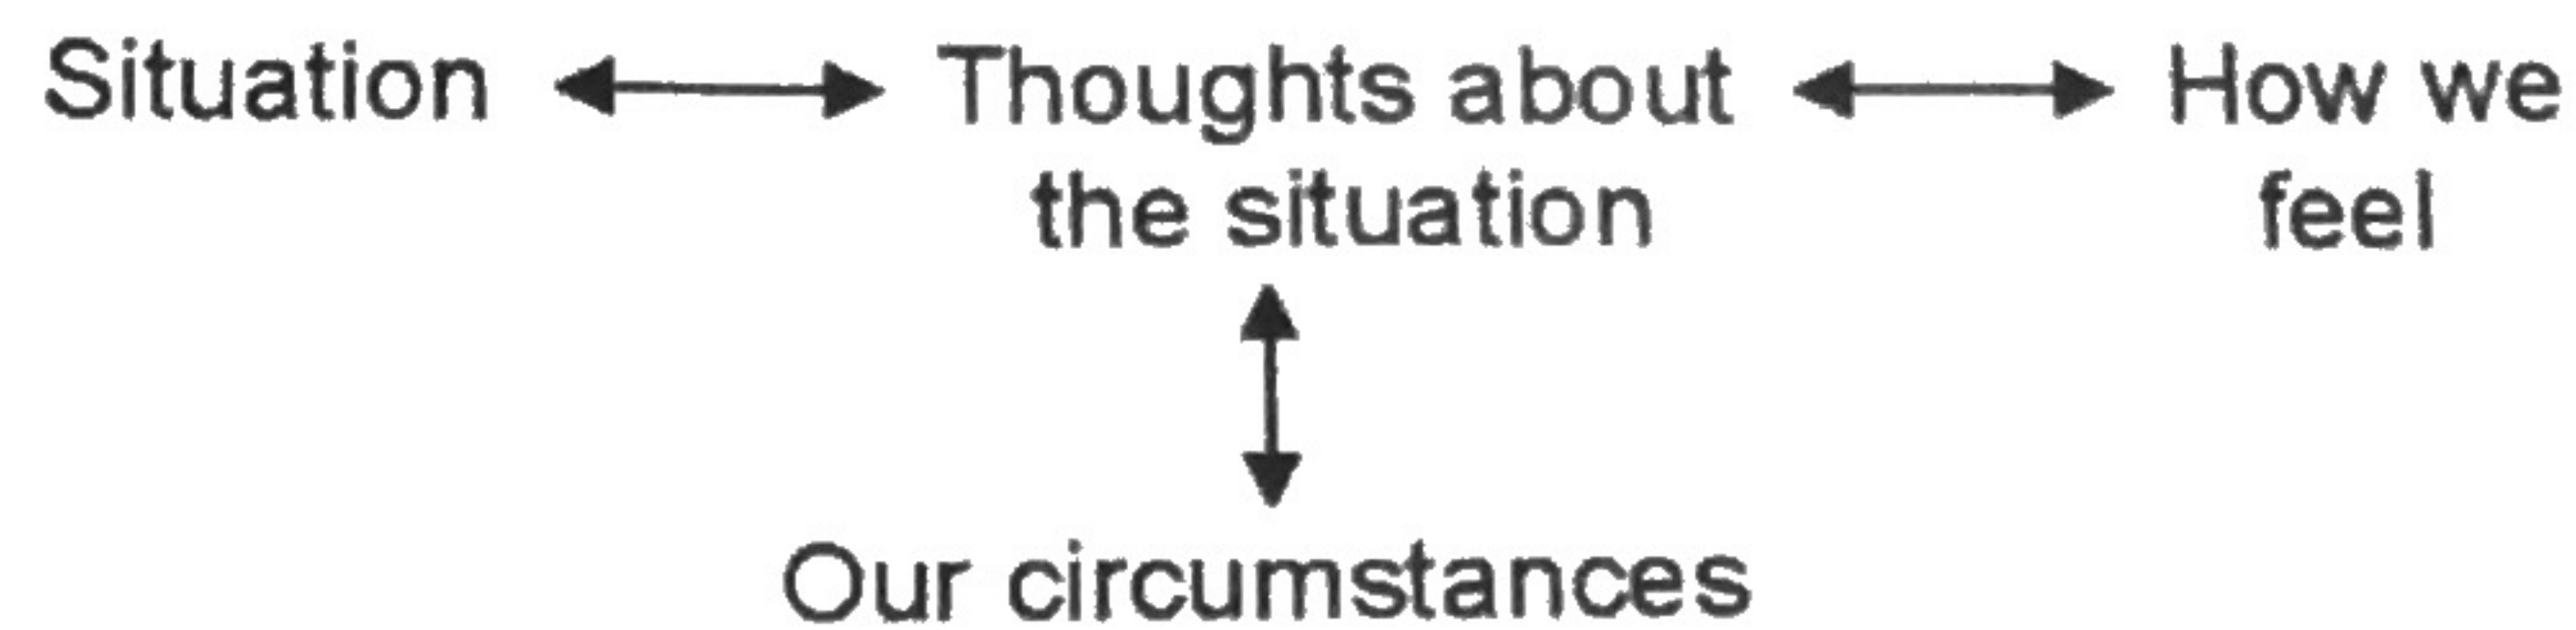 Situation
Thoughts about
the situation
How we
feel
Our circumstances